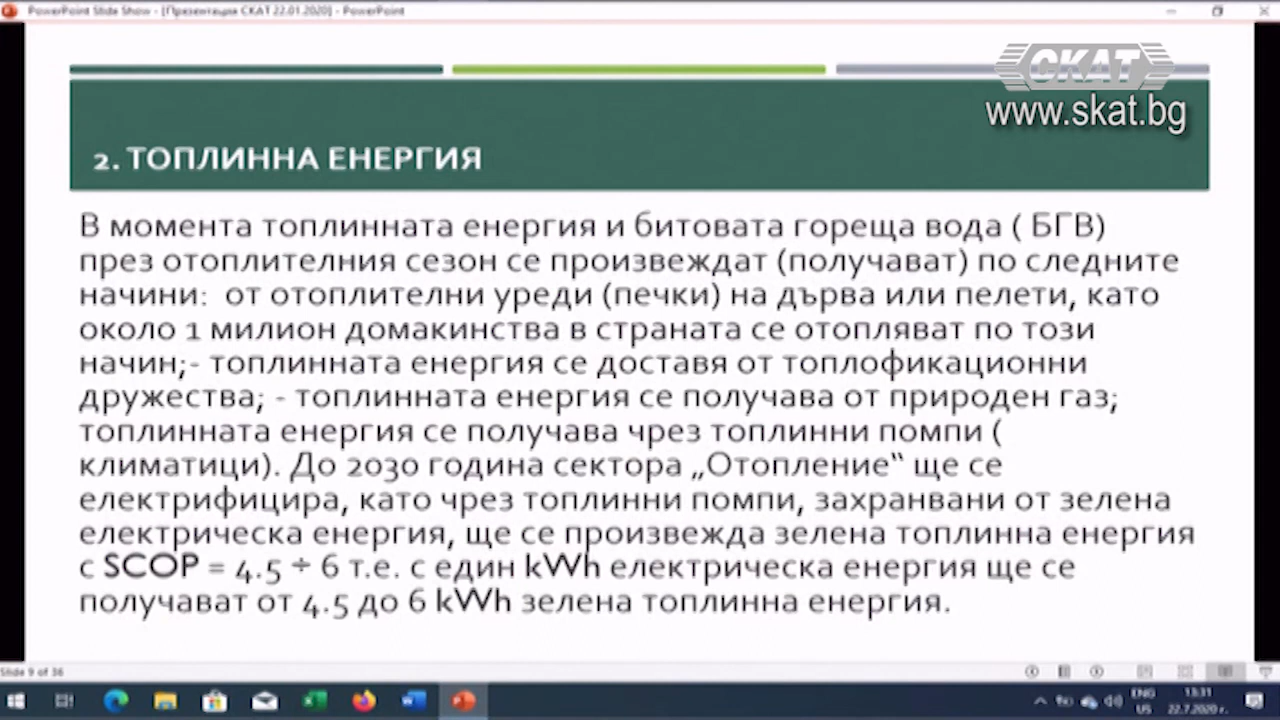 PowerPoint Slide Show - [Презентация СКАТ 22.01.2020] - PowerPoint
СКАТ
www.skat.bg
2. ТОПЛИННА ЕНЕРГИЯ
В момента топлинната енергия и битовата гореща вода ( БГВ)
през отоплителния сезон се произвеждат (получават) по следните
начини: от отоплителни уреди (печки) на дърва или пелети, като
около 1 милион домакинства в страната се отопляват по този
начин;- топлинната енергия се доставя от топлофикационни
дружества; - топлинната енергия се получава от природен газ;
топлинната енергия се получава чрез топлинни помпи (
климатици). До 2030 година сектора „Отопление“ ще се
електрифицира, като чрез топлинни помпи, захранвани от зелена
електрическа енергия, ще се произвежда зелена топлинна енергия
с SCOP = 4.5 ÷ 6 т.е. с един kWh електрическа енергия ще се
получават от 4.5 до 6 kWh зелена топлинна енергия.
Slide 9 of 36
ENG
US
13:31
22.7.2020 г.